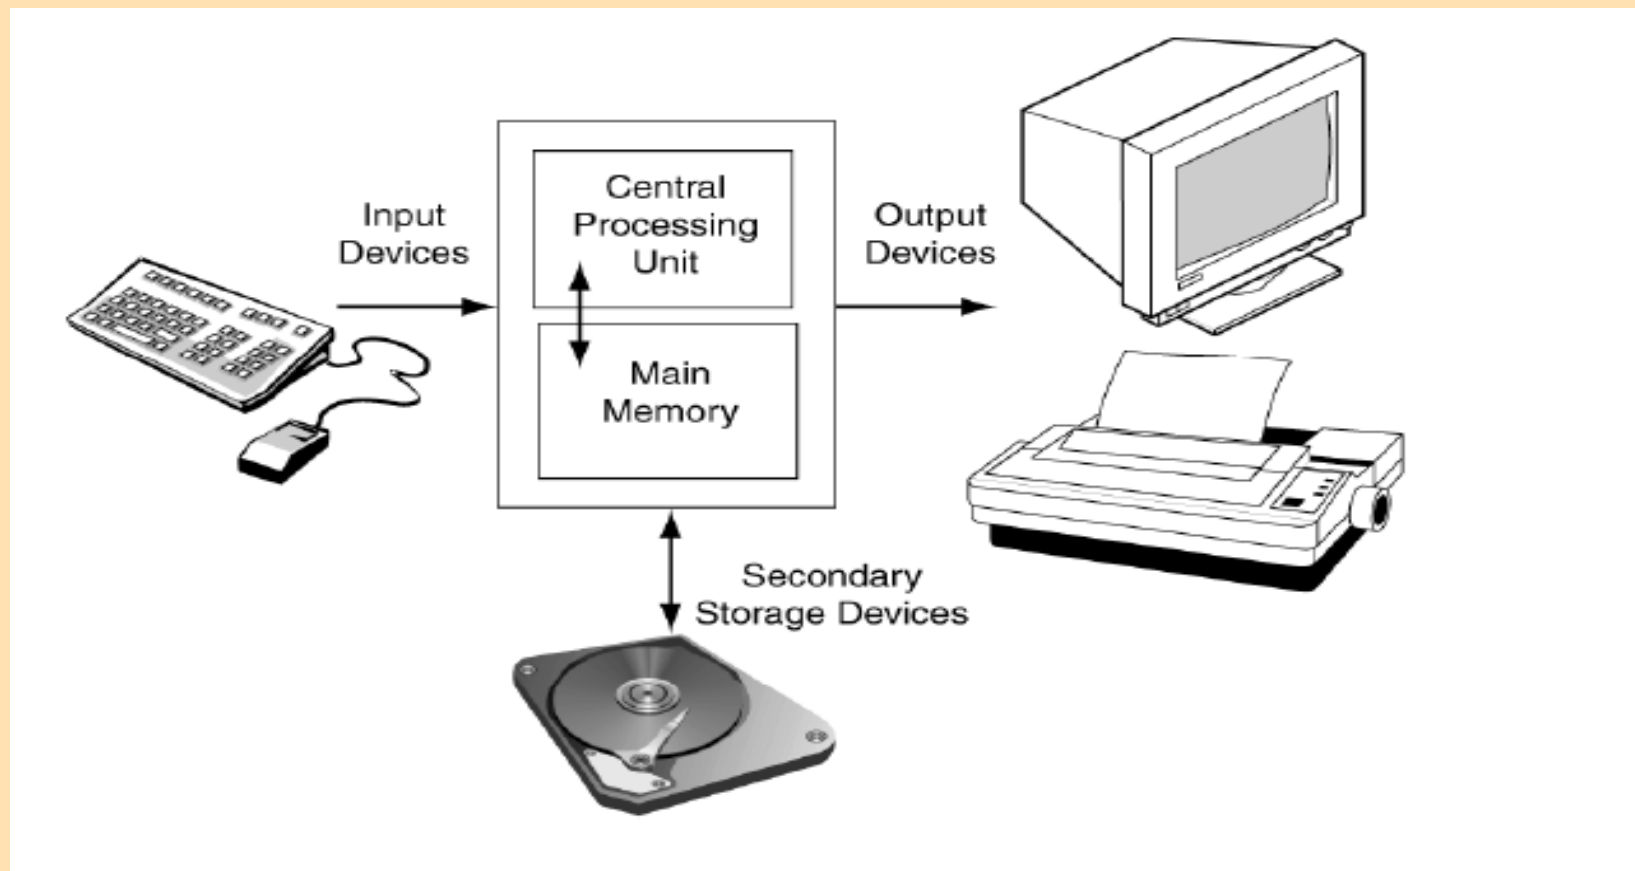 Input
Devices
Central
Processing
Unit
Main
Memory
Output
Devices
Secondary
Storage Devices